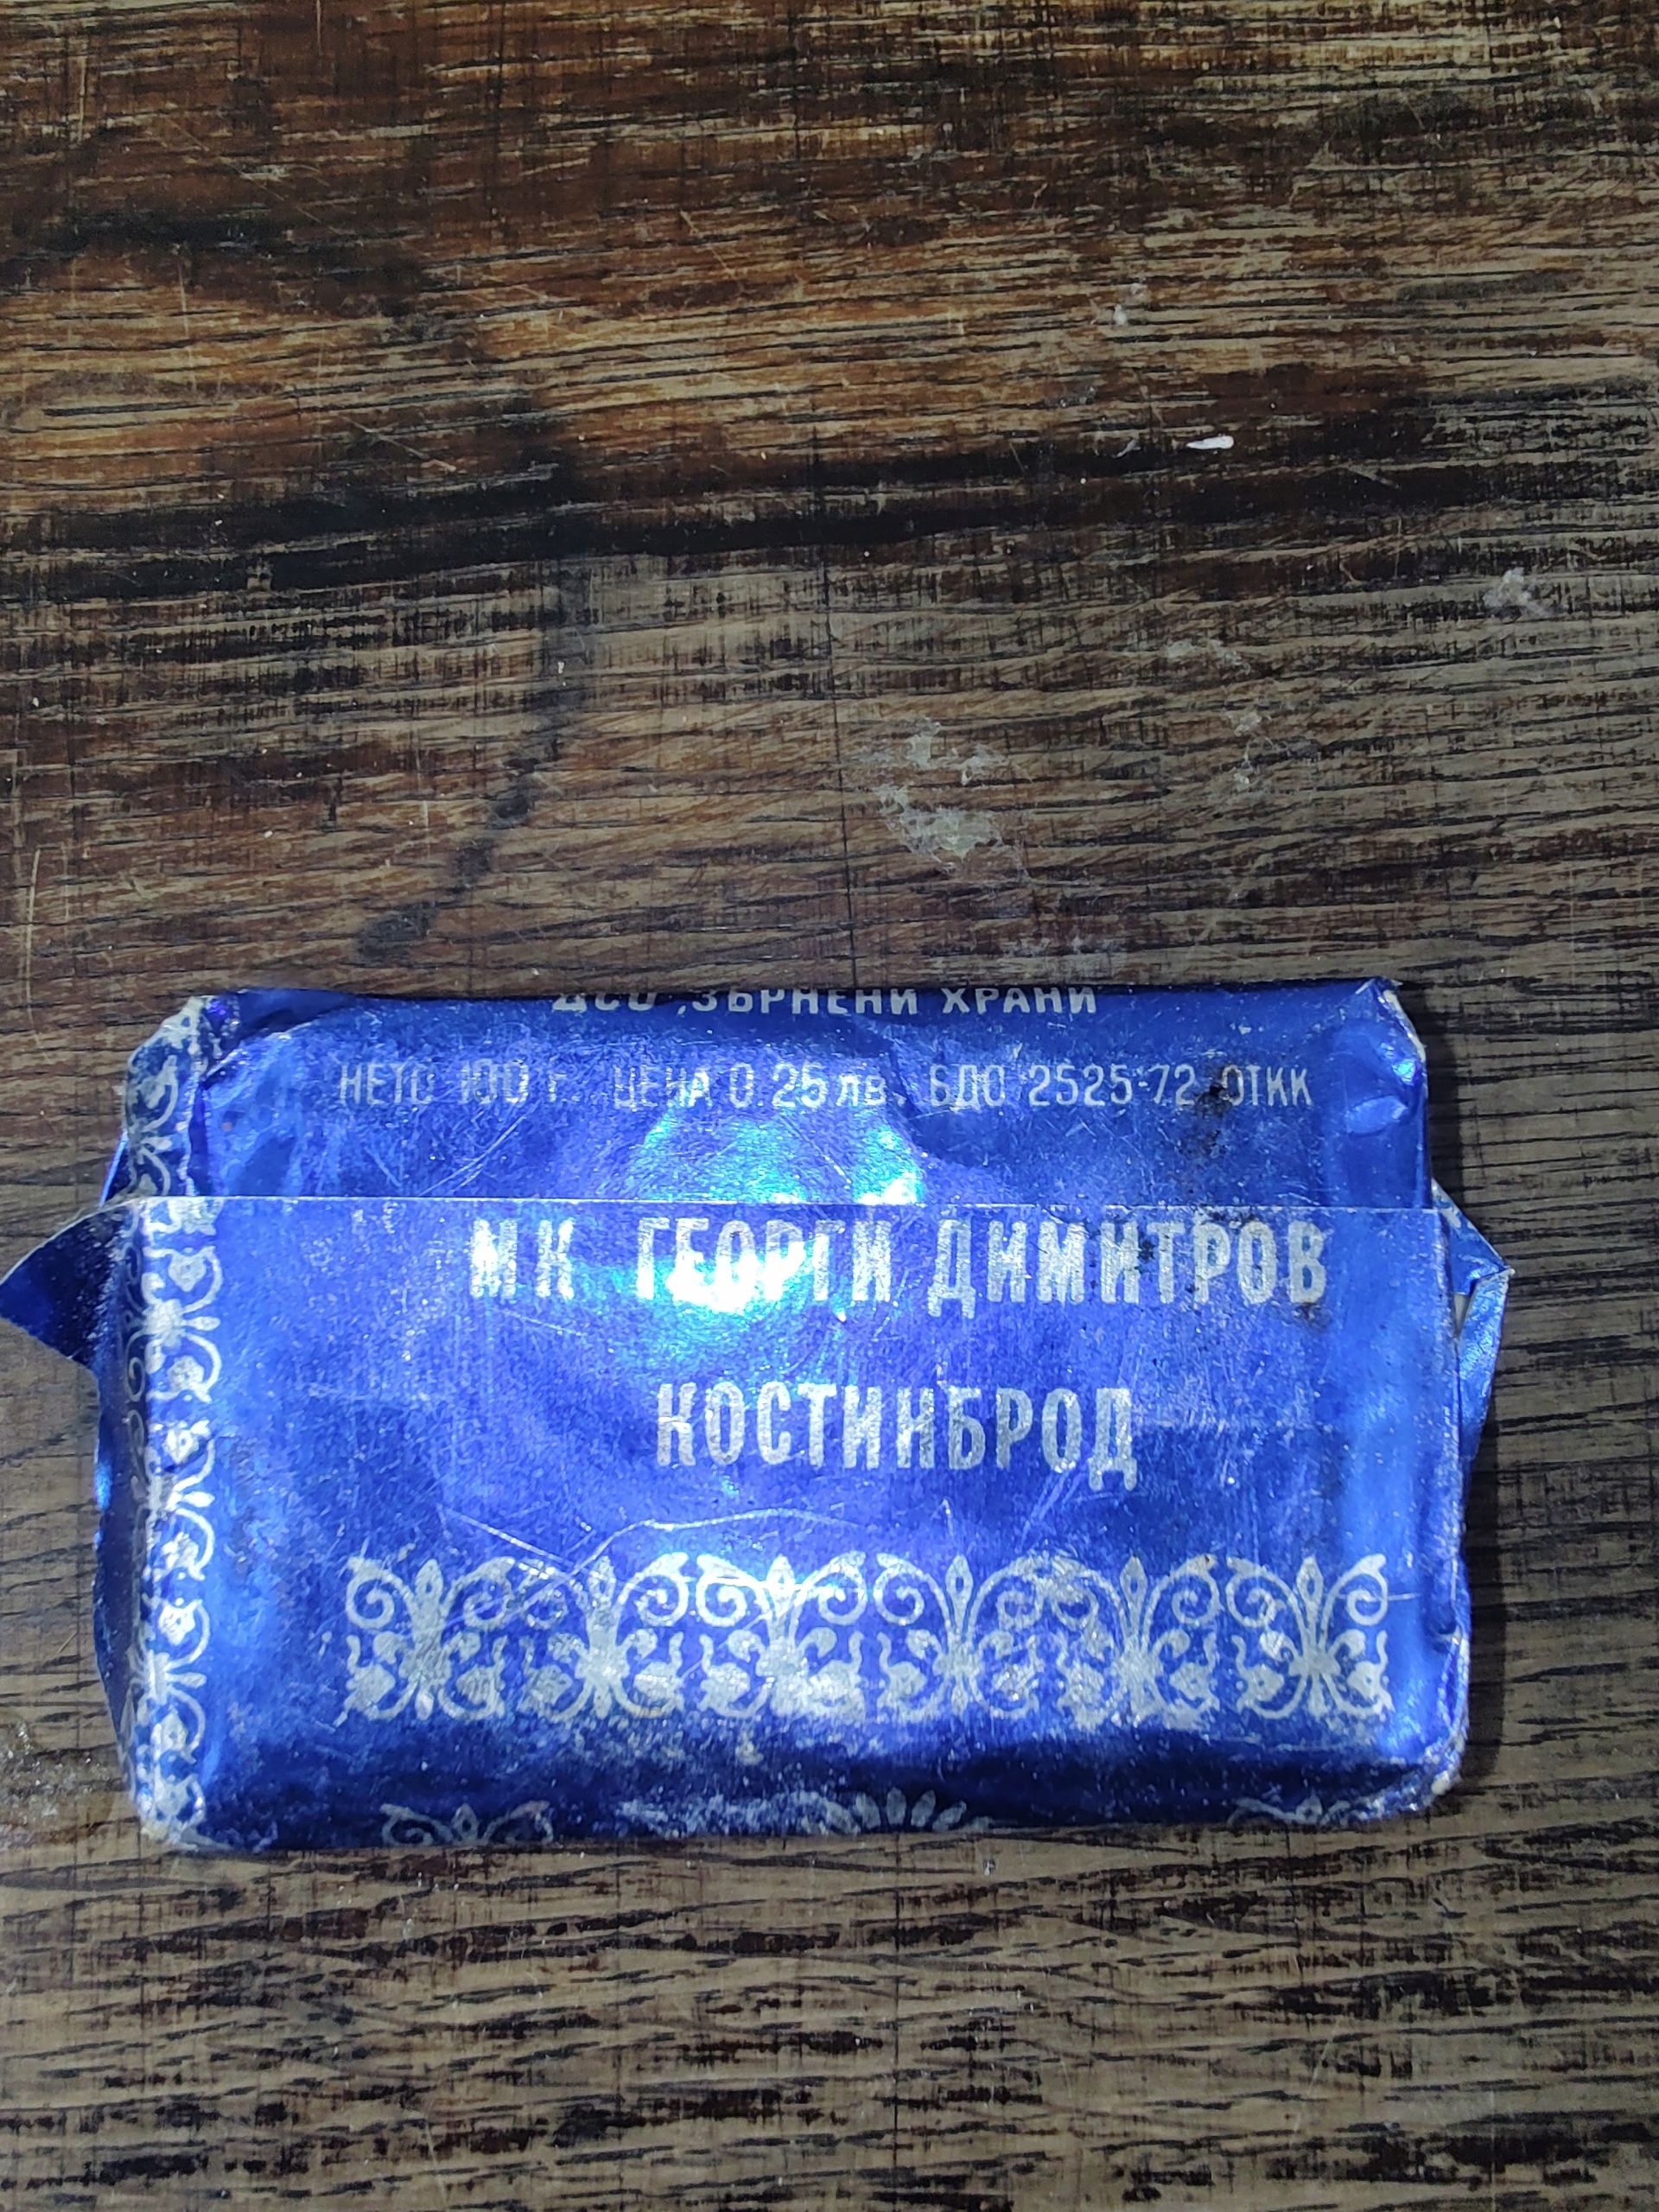 ДСО „ЗЪРНЕНИ ХРАНИ
НЕТО 100 г. ЦЕНА 0.25 лв. БДС 2525-72 ОТКК
МК ГЕОРГИ ДИМИТРОВ
КОСТИНБРОД